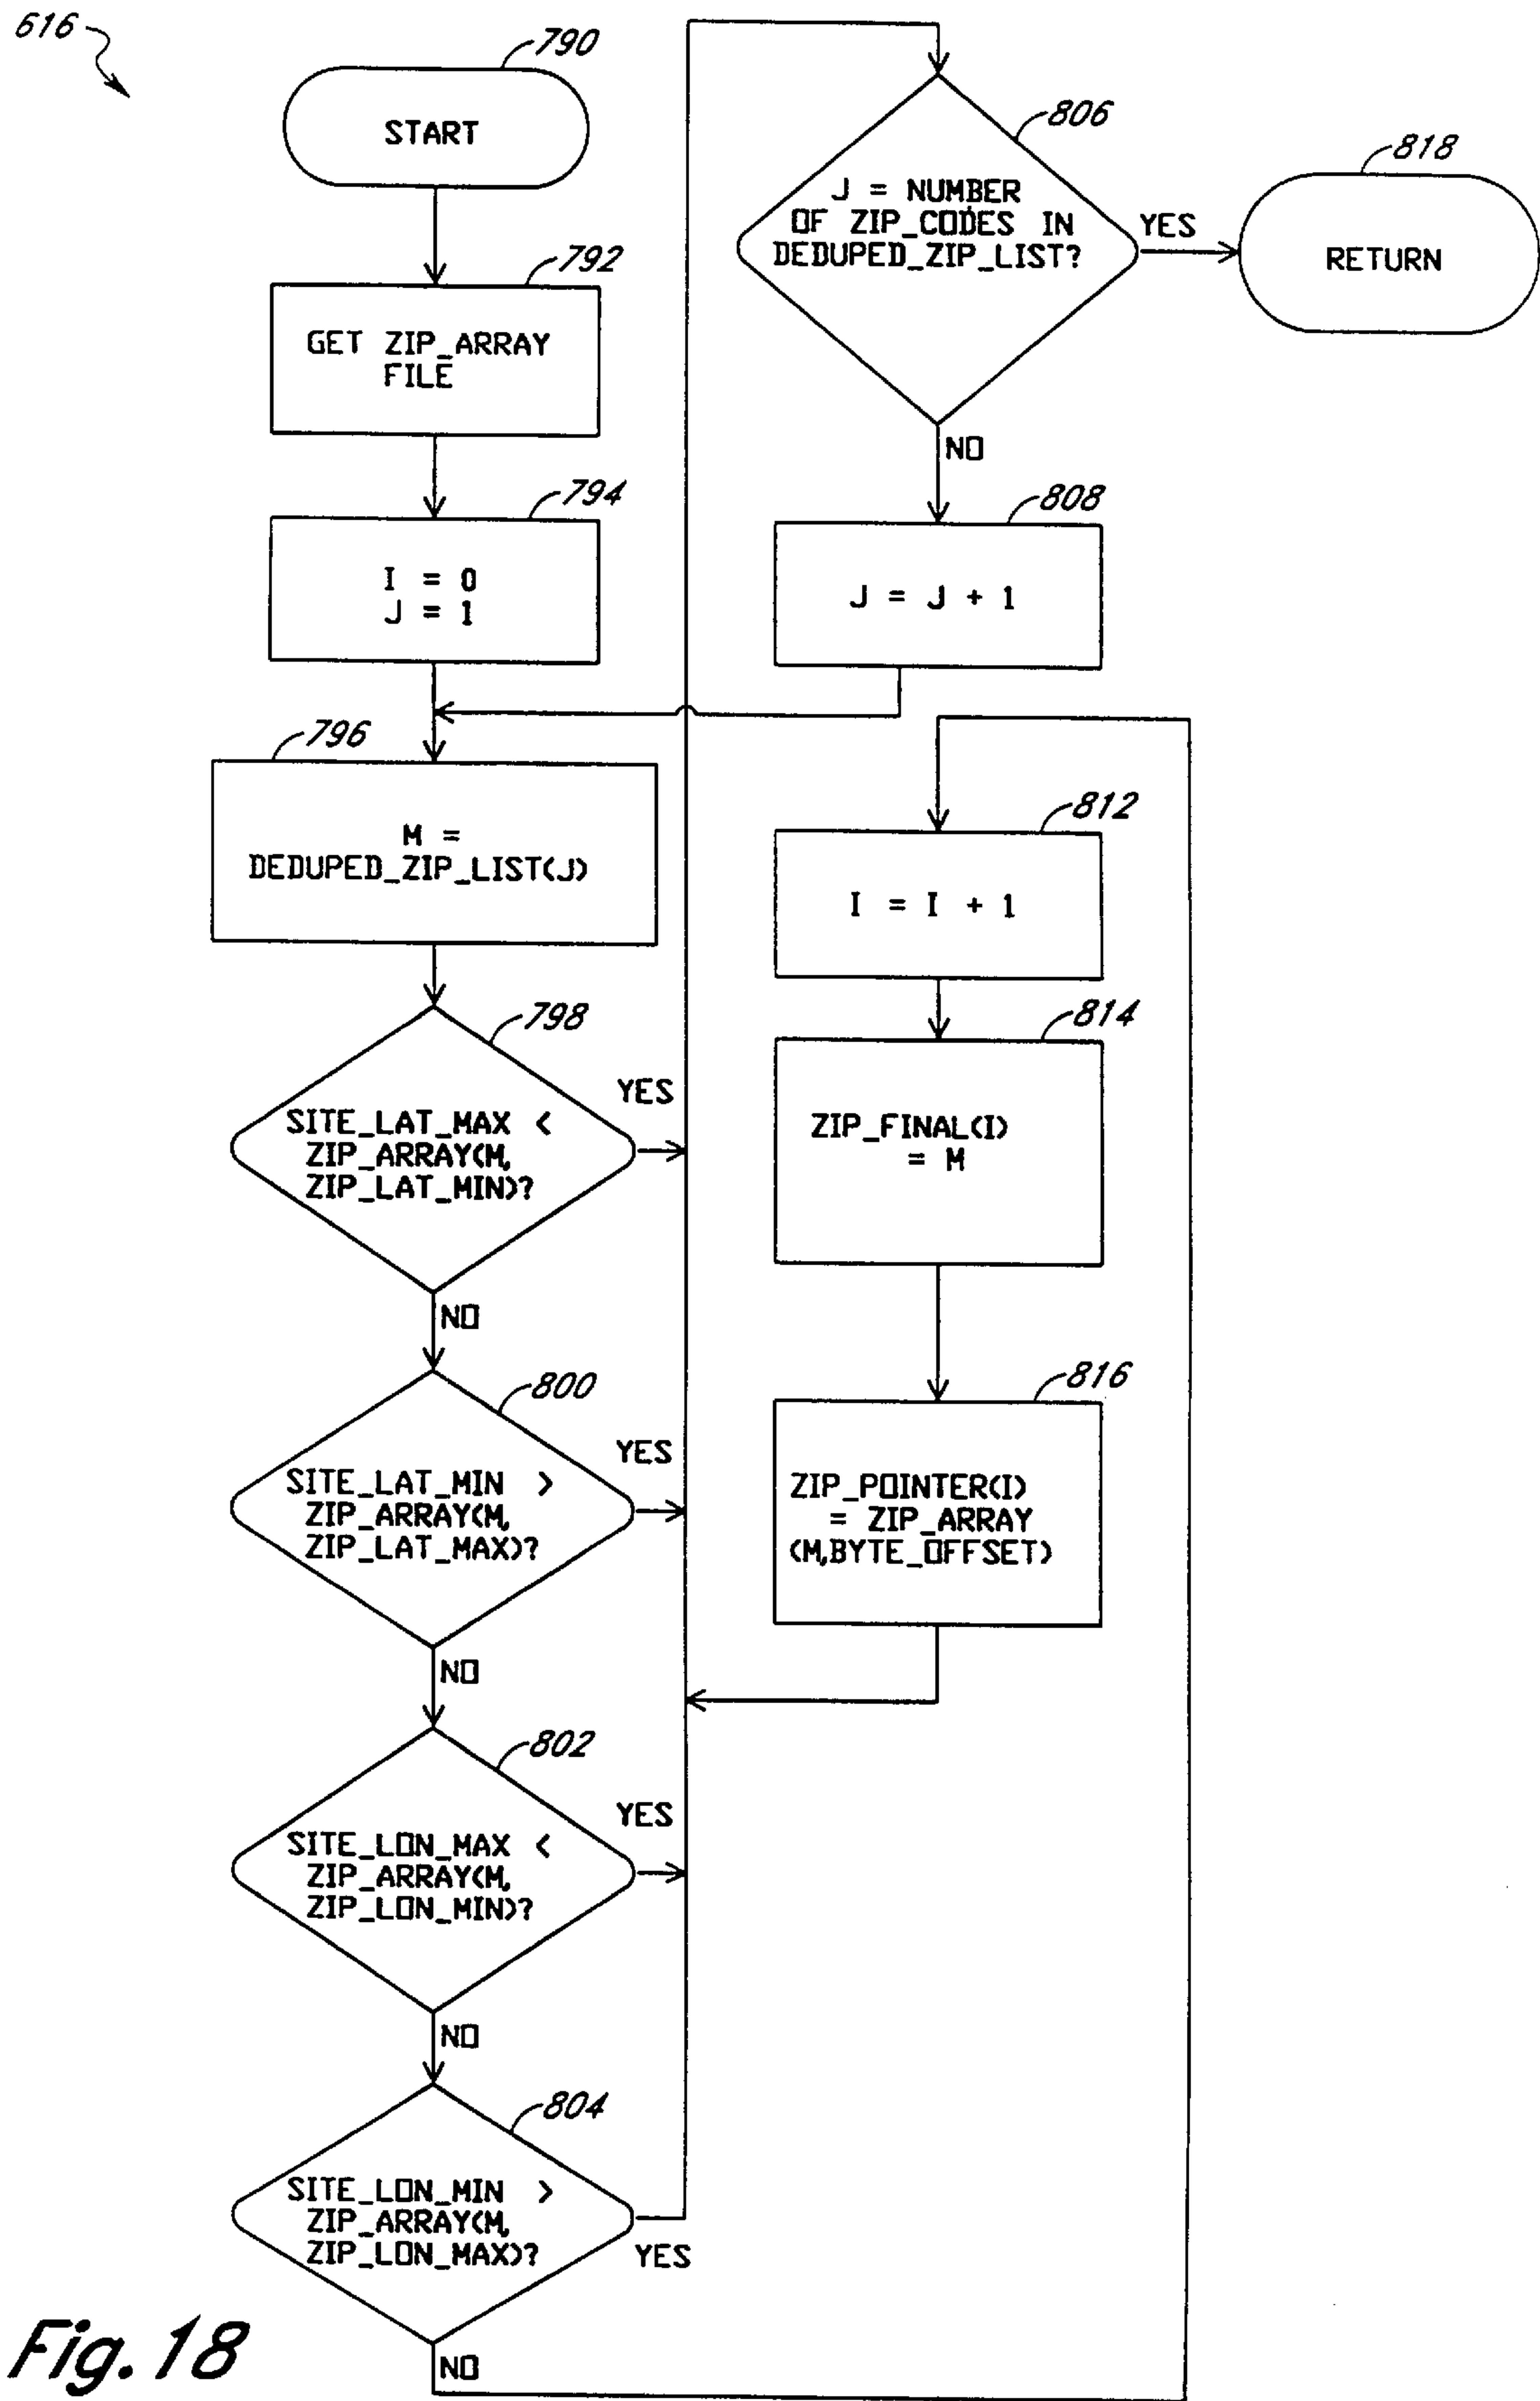 616
790
START
792
GET ZIP_ARRAY
FILE
794
I = 0
J = 1
796
M =
DEDUPED_ZIP_LIST(J)
798
SITE_LAT_MAX <
ZIP_ARRAY(M,
ZIP_LAT_MIN)?
YES
NO
800
SITE_LAT_MIN >
ZIP_ARRAY(M,
ZIP_LAT_MAX)?
YES
NO
802
SITE_LON_MAX <
ZIP_ARRAY(M,
ZIP_LON_MIN)?
YES
NO
804
SITE_LON_MIN >
ZIP_ARRAY(M,
ZIP_LON_MAX)?
YES
NO
806
J = NUMBER
OF ZIP_CODES IN
DEDUPED_ZIP_LIST?
YES
NO
818
RETURN
808
J = J + 1
812
I = I + 1
814
ZIP_FINAL(I)
= M
816
ZIP_POINTER(I)
= ZIP_ARRAY
(M,BYTE_OFFSET)
Fig. 18